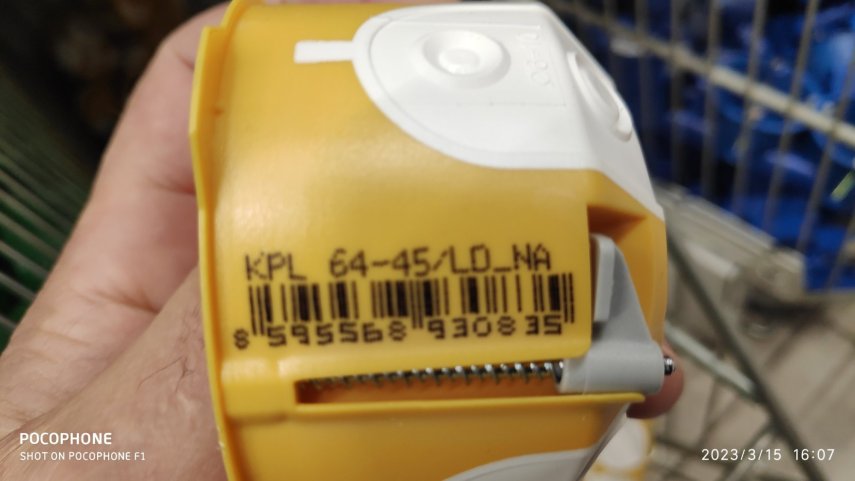 KPL 64-45/LD_NA
8 595568 930835
POCOPHONE
SHOT ON POCOPHONE F1
2023/3/15 16:07